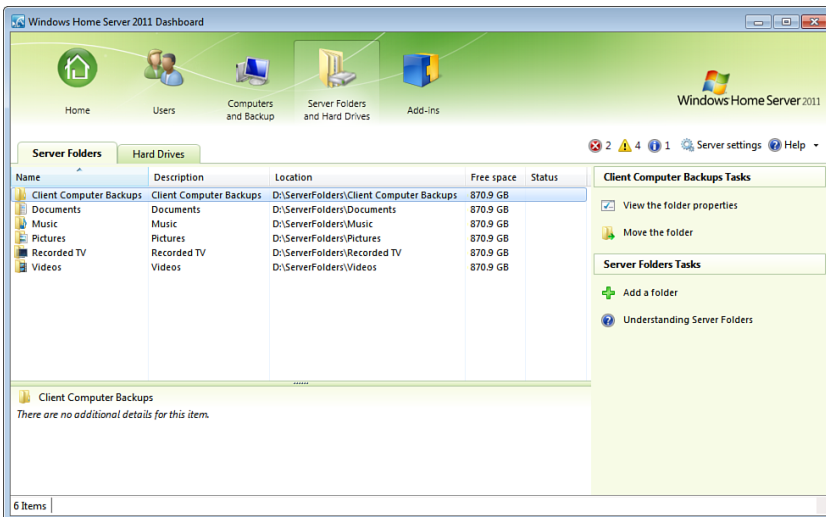 Windows Home Server 2011 Dashboard
Home
Users
Computers and Backup
Server Folders and Hard Drives
Add-ins
Windows Home Server 2011
Server Folders
Hard Drives
2 4 1 Server settings Help
Name Description Location Free space Status
Client Computer Backups Client Computer Backups D:\ServerFolders\Client Computer Backups 870.9 GB
Documents Documents D:\ServerFolders\Documents 870.9 GB
Music Music D:\ServerFolders\Music 870.9 GB
Pictures Pictures D:\ServerFolders\Pictures 870.9 GB
Recorded TV Recorded TV D:\ServerFolders\Recorded TV 870.9 GB
Videos Videos D:\ServerFolders\Videos 870.9 GB
Client Computer Backups Tasks
View the folder properties
Move the folder
Server Folders Tasks
Add a folder
Understanding Server Folders
Client Computer Backups
There are no additional details for this item.
6 Items